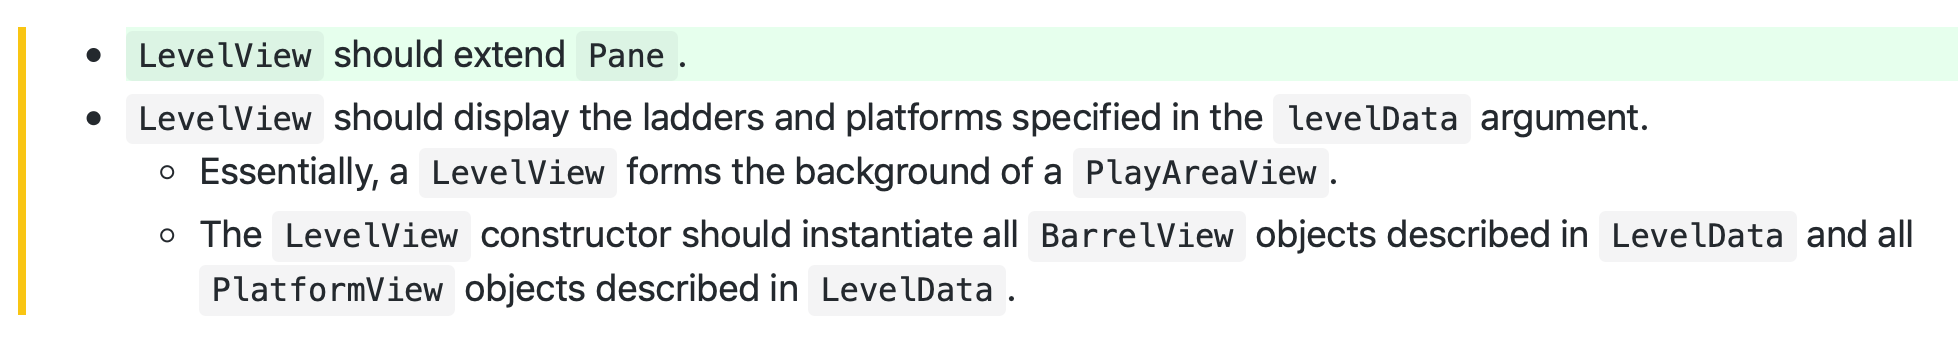 LevelView should extend Pane.
LevelView should display the ladders and platforms specified in the levelData argument.
Essentially, a LevelView forms the background of a PlayAreaView.
The LevelView constructor should instantiate all BarrelView objects described in LevelData and all
PlatformView objects described in LevelData.